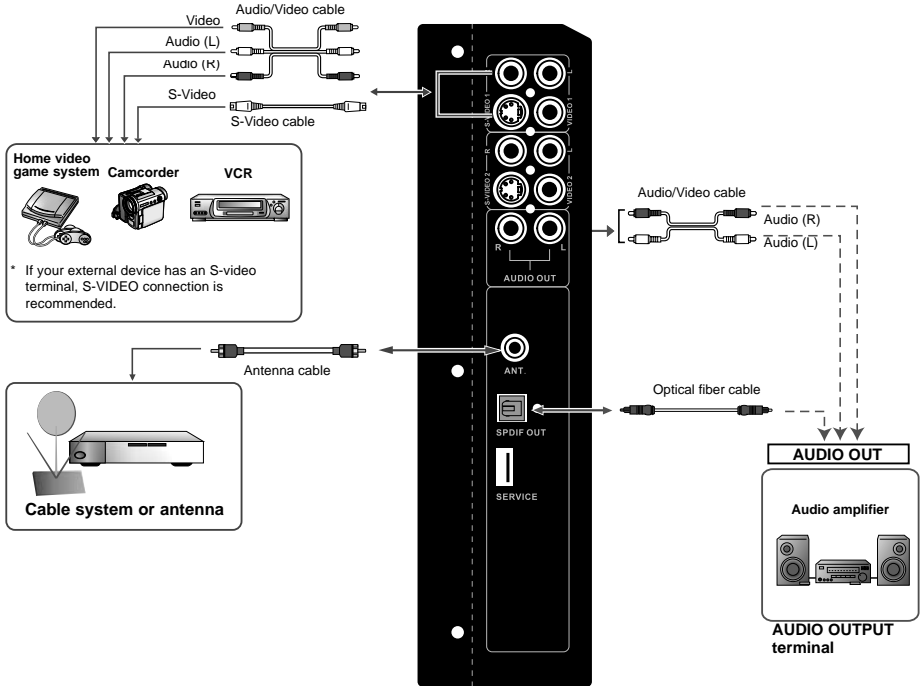 Audio/Video cable
Video
Audio (L)
Audio (R)
S-Video
S-Video cable
Home video
game system
Camcorder
VCR
* If your external device has an S-video
terminal, S-VIDEO connection is
recommended.
L
S-VIDEO 1
VIDEO 1
R
L
S-VIDEO 2
VIDEO 2
R
L
AUDIO OUT
Audio/Video cable
Audio (R)
Audio (L)
Antenna cable
ANT.
Optical fiber cable
SPDIF OUT
SERVICE
Cable system or antenna
AUDIO OUT
Audio amplifier
AUDIO OUTPUT
terminal